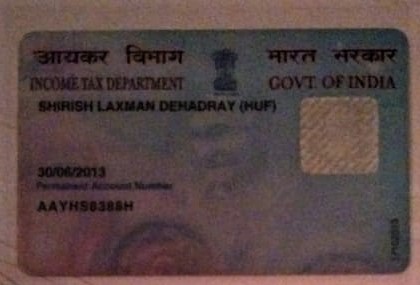 आयकर विभाग भारत सरकार
INCOME TAX DEPARTMENT GOVT. OF INDIA
SHIRISH LAXMAN DEHADRAY (HUF)
30/06/2013
Permanent Account Number
AAYHS8388H